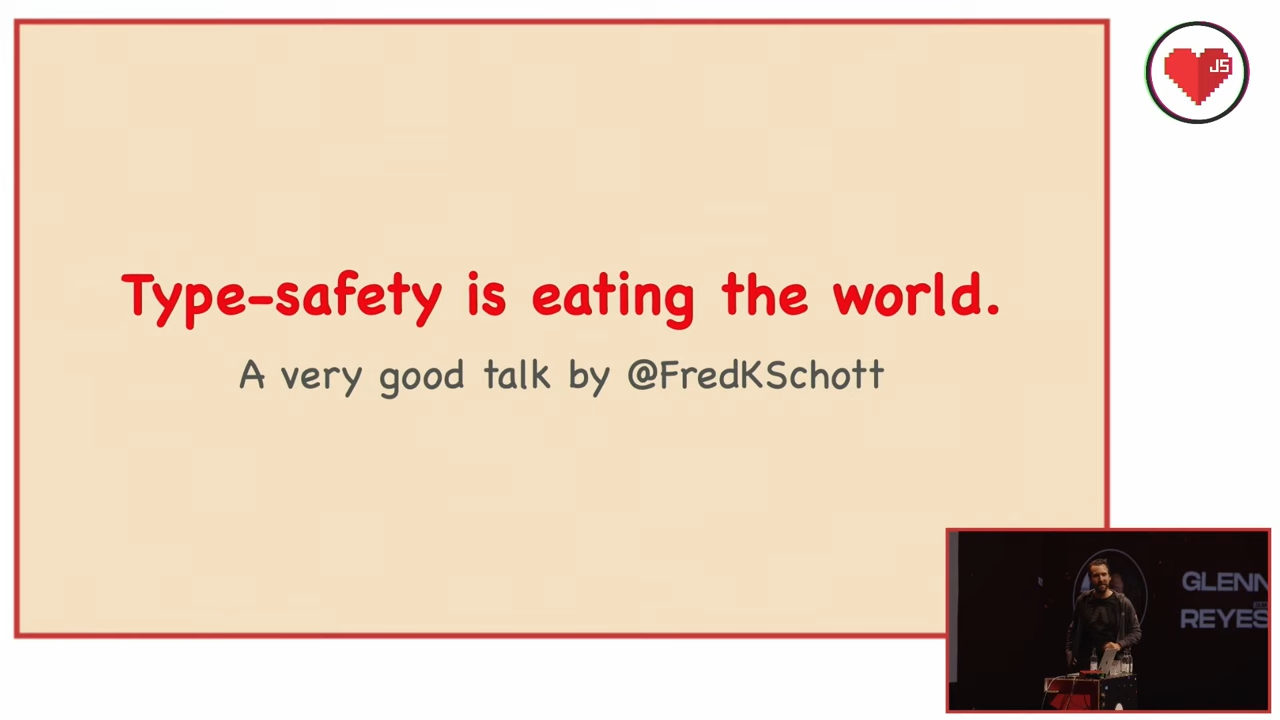 Type-safety is eating the world.
A very good talk by @FredKSchott
JS
GLENN
REYES